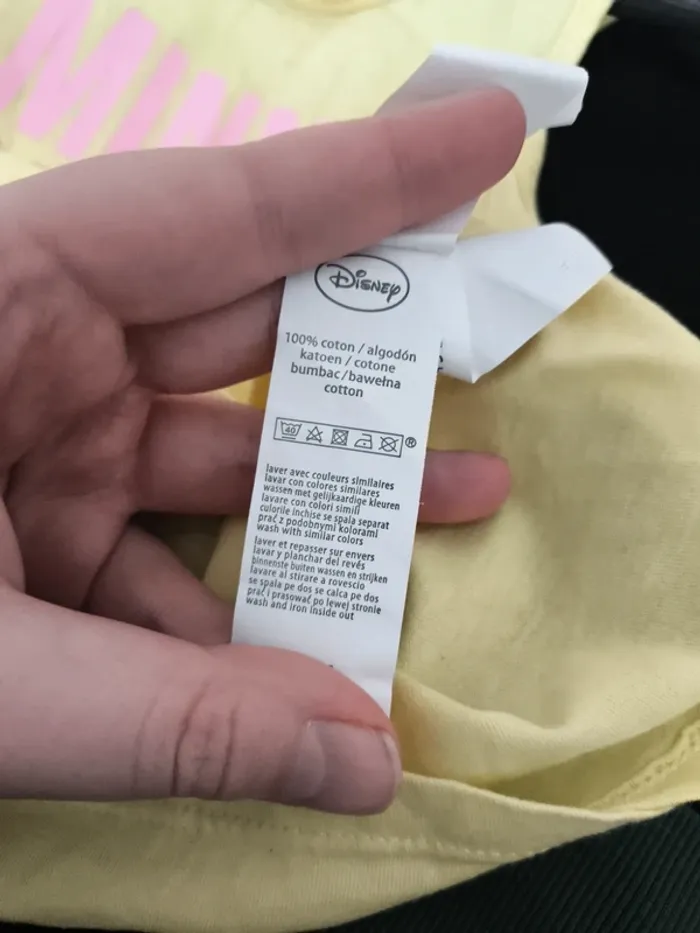 MIN
Disney
100% coton / algodón
katoen / cotone
bumbac/bawełna
cotton
40
®
laver avec couleurs similaires
lavar con colores similares
wassen met gelijkaardige kleuren
lavare con colori simili
culorile inchise se spala separat
prać z podobnymi kolorami
wash with similar colors
laver et repasser sur envers
lavar y planchar del revés
binnenste buiten wassen en strijken
lavare al stirare a rovescio
se spala pe dos se calca pe dos
prać i prasować po lewej stronie
wash and iron inside out